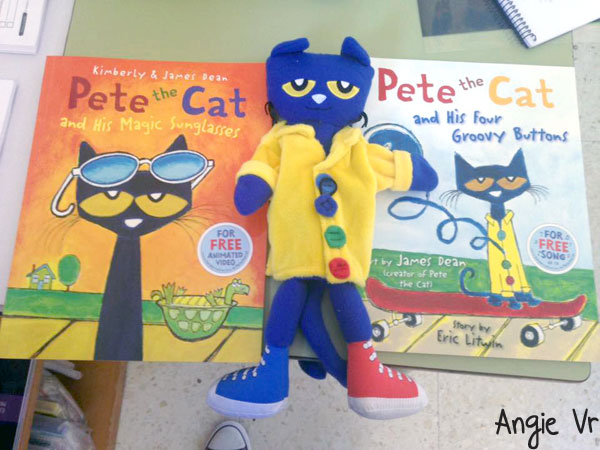 Kimberly & James Dean
Pete the Cat
and His Magic Sunglasses
FOR
FREE
ANIMATED
VIDEO
Pete the Cat
and His Four
Groovy Buttons
FOR
FREE
SONG
Art by James Dean
(creator of Pete
the Cat)
Story by
Eric Litwin
Angie Vr